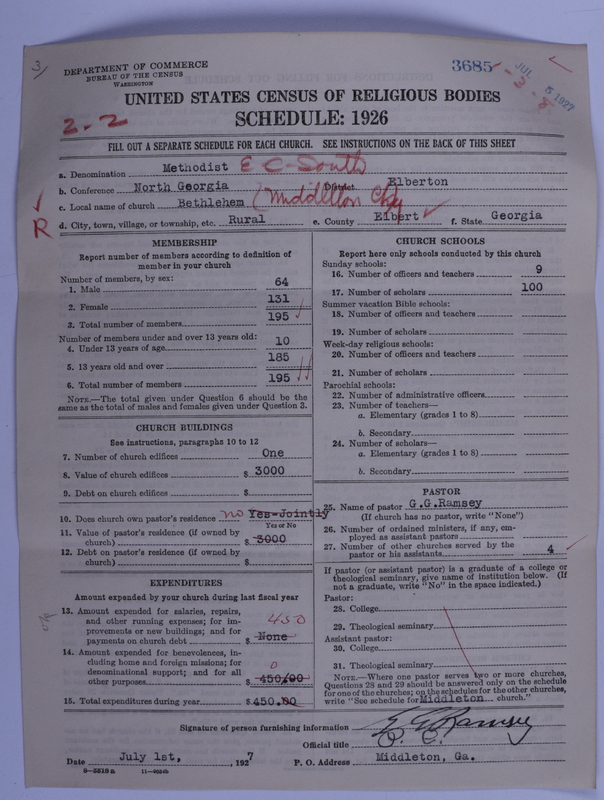 3
DEPARTMENT OF COMMERCE
BUREAU OF THE CENSUS
WASHINGTON
3685
JUL 5 1927
-3-8
UNITED STATES CENSUS OF RELIGIOUS BODIES
SCHEDULE: 1926
2-2
FILL OUT A SEPARATE SCHEDULE FOR EACH CHURCH. SEE INSTRUCTIONS ON THE BACK OF THIS SHEET
a. Denomination Methodist E C-South
b. Conference North Georgia District Elberton
c. Local name of church Bethlehem (Middleton Chg
R
d. City, town, village, or township, etc. Rural e. County Elbert f. State Georgia
MEMBERSHIP
Report number of members according to definition of
member in your church
Number of members, by sex:
1. Male 64
2. Female 131
3. Total number of members 195
Number of members under and over 13 years old:
4. Under 13 years of age 10
5. 13 years old and over 185
6. Total number of members 195
NOTE.—The total given under Question 6 should be
same as the total of males and females given under Question 3.
CHURCH BUILDINGS
See instructions, paragraphs 10 to 12
7. Number of church edifices One
8. Value of church edifices $ 3000
9. Debt on church edifices $
10. Does church own pastor's residence no Yes-Jointly
Yes or No
11. Value of pastor's residence (if owned by
church) $ 3000
12. Debt on pastor's residence (if owned by
church) $
EXPENDITURES
Amount expended by your church during last fiscal year
13. Amount expended for salaries, repairs,
and other running expenses; for im-
provements or new buildings; and for
payments on church debt $ None 450
14. Amount expended for benevolences, in-
cluding home and foreign missions; for
denominational support; and for all
other purposes $ 450.00 0
15. Total expenditures during year $ 450.00
CHURCH SCHOOLS
Report here only schools conducted by this church
Sunday schools:
16. Number of officers and teachers 9
17. Number of scholars 100
Summer vacation Bible schools:
18. Number of officers and teachers
19. Number of scholars
Week-day religious schools:
20. Number of officers and teachers
21. Number of scholars
Parochial schools:
22. Number of administrative officers
23. Number of teachers—
a. Elementary (grades 1 to 8)
b. Secondary
24. Number of scholars—
a. Elementary (grades 1 to 8)
b. Secondary
PASTOR
25. Name of pastor G.G.Ramsey
(If church has no pastor, write "None")
26. Number of ordained ministers, if any, em-
ployed as assistant pastors
27. Number of other churches served by the
pastor or his assistants 4
If pastor (or assistant pastor) is a graduate of a college or
theological seminary, give name of institution below. (If
not a graduate, write "No" in the space indicated.)
Pastor:
28. College
29. Theological seminary
Assistant pastor:
30. College
31. Theological seminary
NOTE.—Where one pastor serves two or more churches,
Questions 28 and 29 should be answered only on the schedule
for one of the churches; on the schedules for the other churches,
write "See schedule for Middleton church."
Signature of person furnishing information G G Ramsey
Official title P. C.
Date July 1st, , 1927 P. O. Address Middleton, Ga.